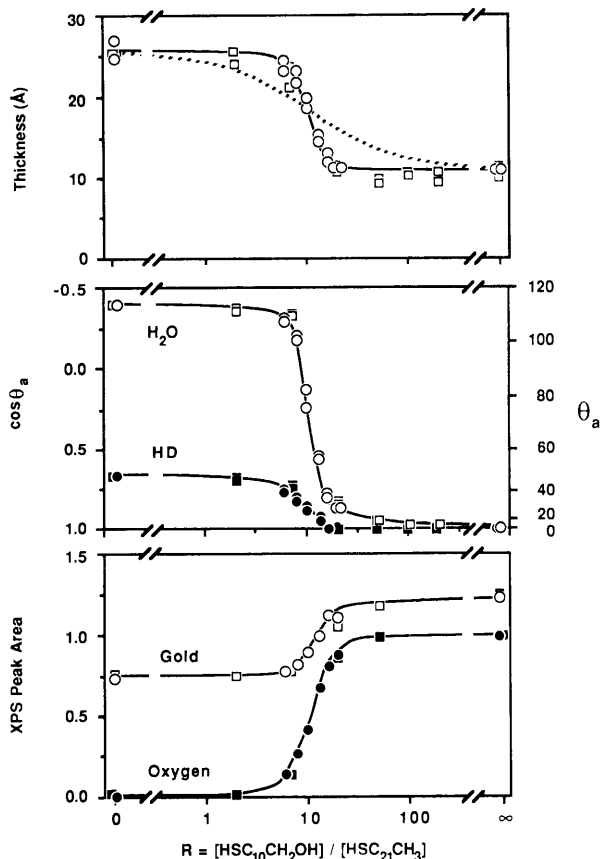 30
20
10
0
Thickness (Å)
-0.5
0.0
0.5
1.0
cosθa
H2O
HD
120
100
80
60
40
20
0
θa
1.5
1.0
0.5
0.0
XPS Peak Area
Gold
Oxygen
0 1 10 100 ∞
R = [HSC10CH2OH] / [HSC21CH3]